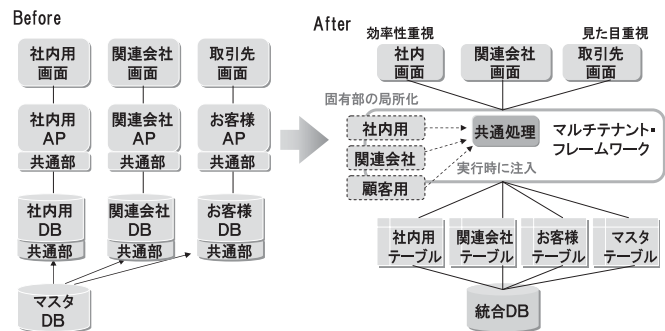 Before
社内用
画面
関連会社
画面
取引先
画面
社内用
AP
共通部
関連会社
AP
共通部
お客様
AP
共通部
社内用
DB
共通部
関連会社
DB
共通部
お客様
DB
共通部
マスタ
DB
After
効率性重視
見た目重視
社内
画面
関連会社
画面
取引先
画面
固有部の局所化
社内用
関連会社
顧客用
共通処理
実行時に注入
マルチテナント・
フレームワーク
社内用
テーブル
関連会社
テーブル
お客様
テーブル
マスタ
テーブル
統合DB